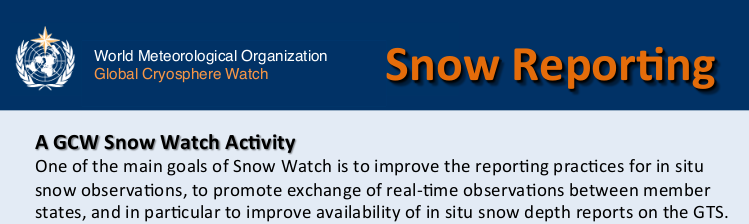 World Meteorological Organization
Global Cryosphere Watch
Snow Reporting
A GCW Snow Watch Activity
One of the main goals of Snow Watch is to improve the reporting practices for in situ
snow observations, to promote exchange of real-time observations between member
states, and in particular to improve availability of in situ snow depth reports on the GTS.